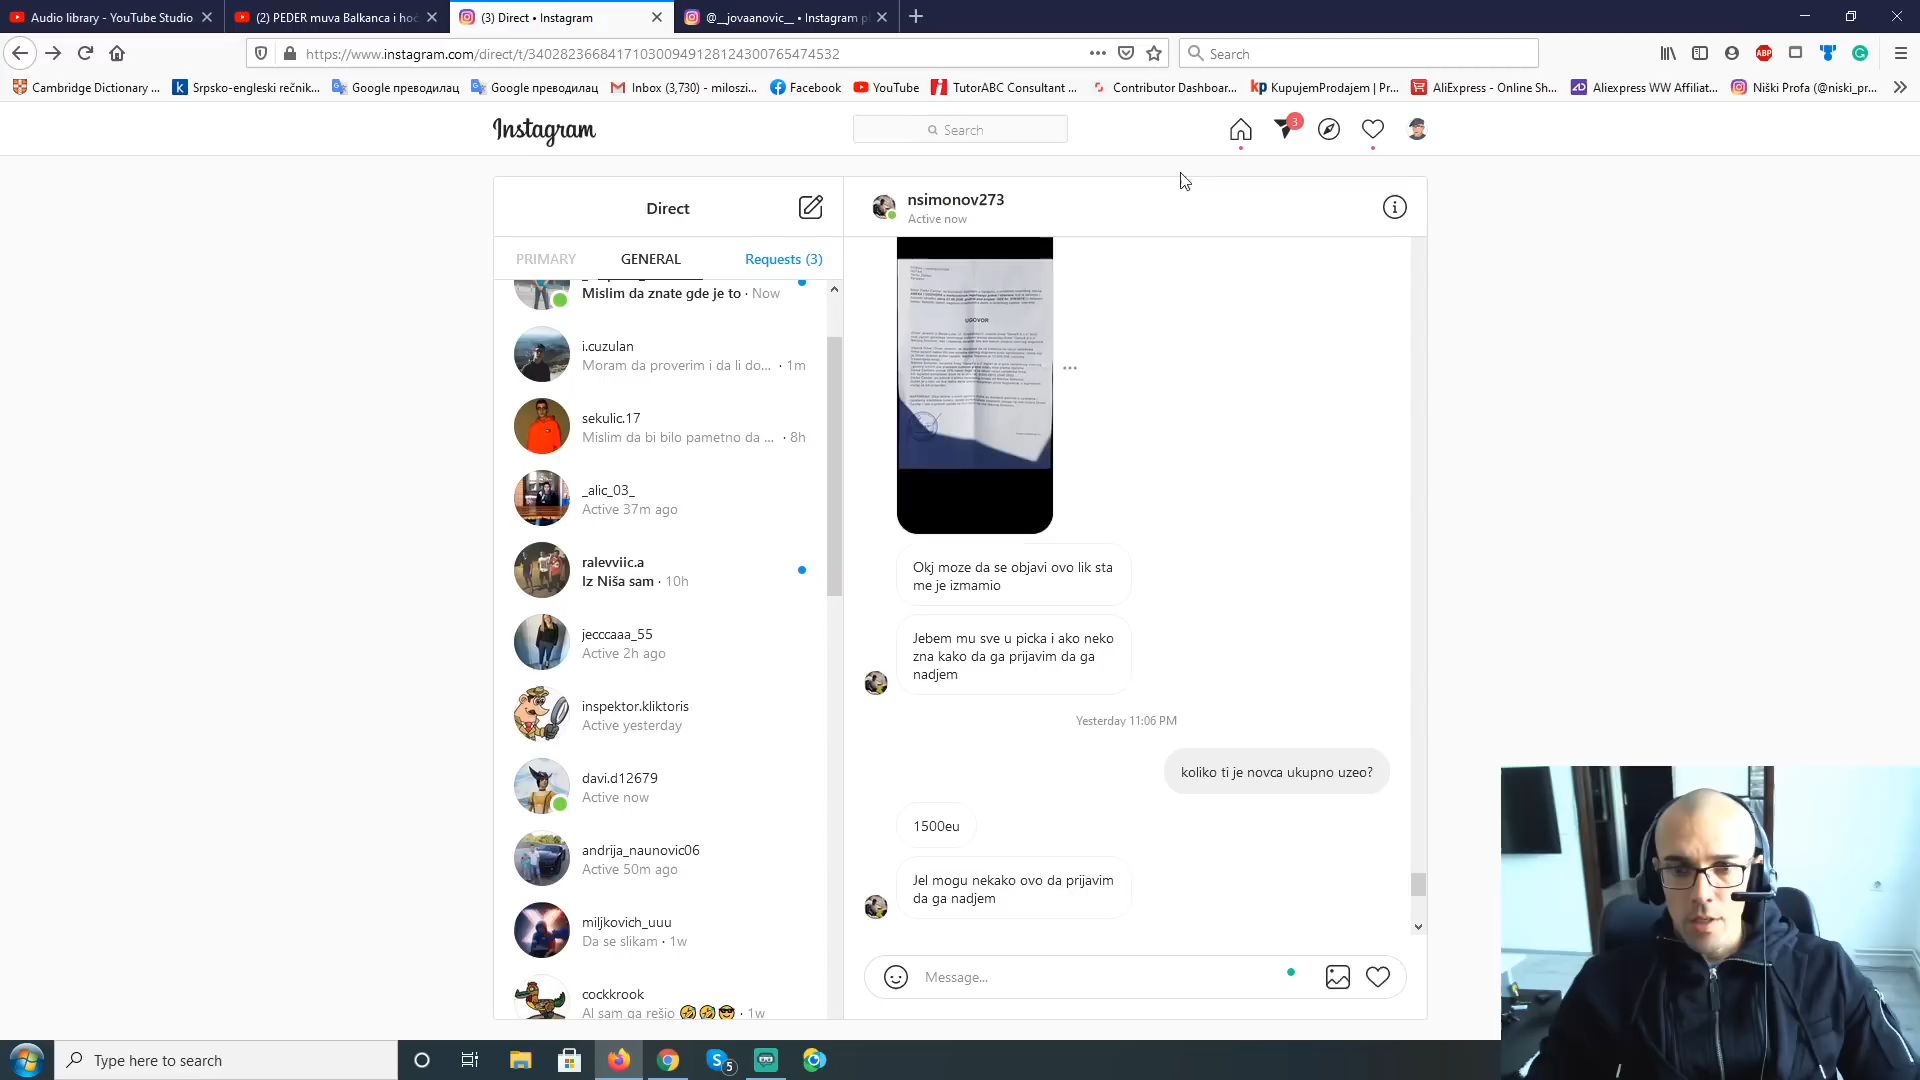 Audio library - YouTube Studio
(2) PEDER muva Balkanca i hoć
(3) Direct • Instagram
@__jovaanovic__ • Instagram p
https://www.instagram.com/direct/t/340282366841710300949128124300765474532
Search
ABP
Cambridge Dictionary ...
Srpsko-engleski rečnik...
Google преводилац
Google преводилац
Inbox (3,730) - miloszi...
Facebook
YouTube
TutorABC Consultant ...
Contributor Dashboar...
KupujemProdajem | Pr...
AliExpress - Online Sh...
Aliexpress WW Affiliat...
Niški Profa (@niski_pr...
Instagram
Search
3
Direct
PRIMARY
GENERAL
Requests (3)
Mislim da znate gde je to · Now
i.cuzulan
Moram da proverim i da li do... · 1m
sekulic.17
Mislim da bi bilo pametno da ... · 8h
_alic_03_
Active 37m ago
ralevviic.a
Iz Niša sam · 10h
jecccaaa_55
Active 2h ago
inspektor.kliktoris
Active yesterday
davi.d12679
Active now
andrija_naunovic06
Active 50m ago
miljkovich_uuu
Da se slikam · 1w
cockkrook
Al sam ga rešio 🤣🤣😎 · 1w
nsimonov273
Active now
UGOVOR
Okj moze da se objavi ovo lik sta
me je izmamio
Jebem mu sve u picka i ako neko
zna kako da ga prijavim da ga
nadjem
Yesterday 11:06 PM
koliko ti je novca ukupno uzeo?
1500eu
Jel mogu nekako ovo da prijavim
da ga nadjem
Message...
Type here to search
5